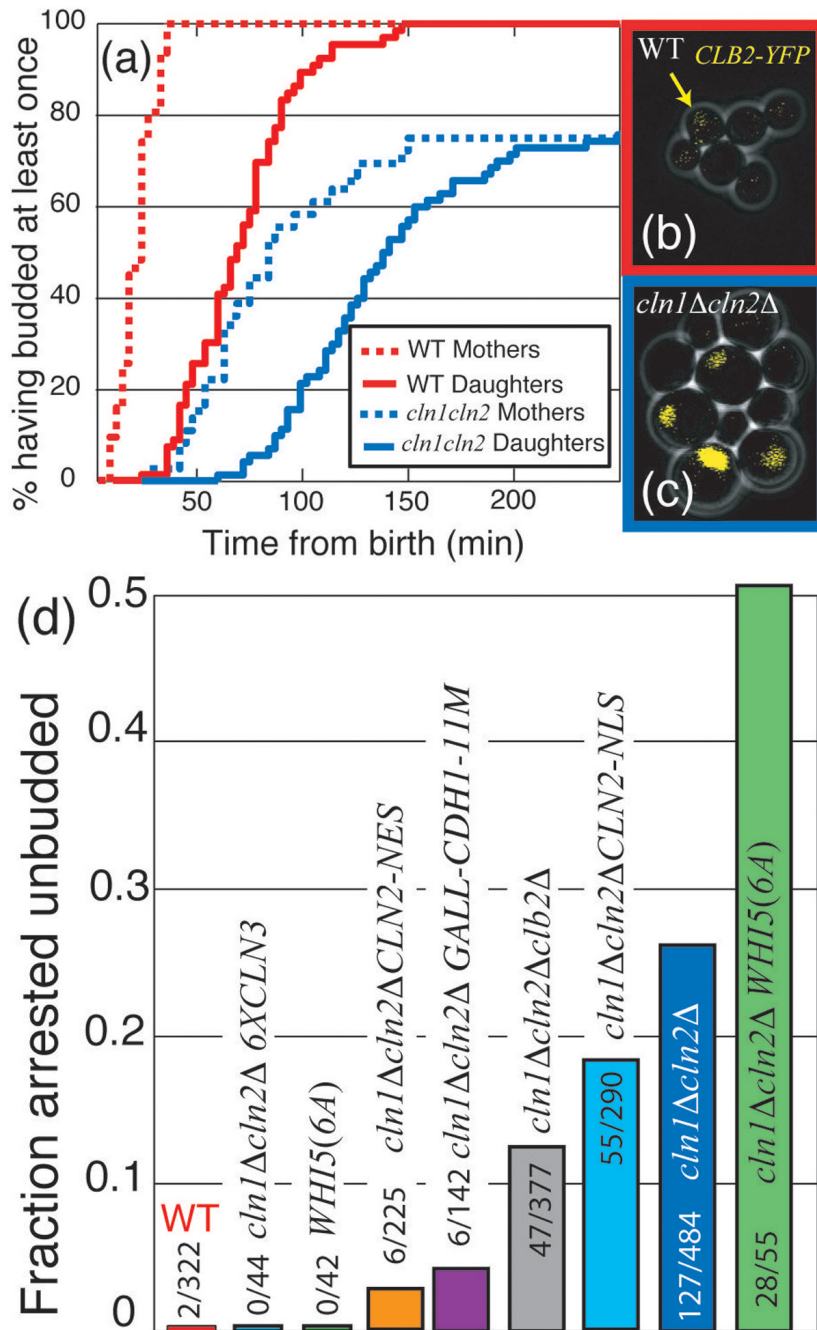 (a)
% having budded at least once
100
80
60
40
20
0
50
100
150
200
Time from birth (min)
WT Mothers
WT Daughters
cln1cln2 Mothers
cln1cln2 Daughters
WT CLB2-YFP
(b)
cln1Δcln2Δ
(c)
(d)
Fraction arrested unbudded
0.5
0.4
0.3
0.2
0.1
0
WT
2/322
0/44 cln1Δcln2Δ 6XCLN3
0/42 WHI5(6A)
6/225 cln1Δcln2ΔCLN2-NES
6/142 cln1Δcln2Δ GALL-CDH1-11M
47/377 cln1Δcln2Δclb2Δ
55/290 cln1Δcln2ΔCLN2-NLS
127/484 cln1Δcln2Δ
28/55 cln1Δcln2Δ WHI5(6A)